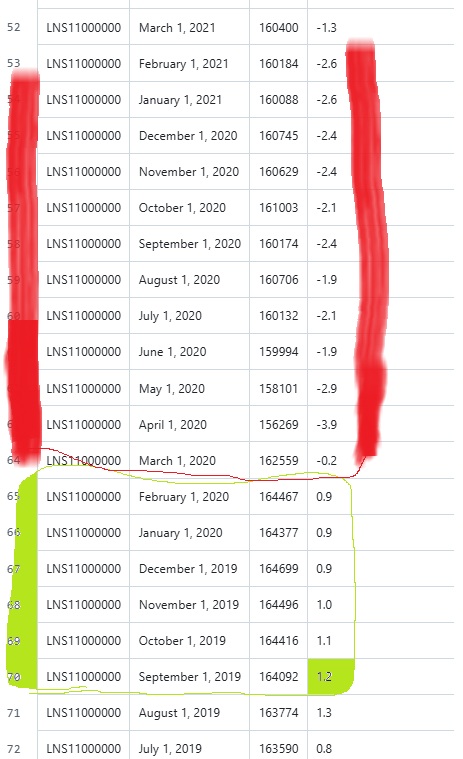 52 LNS11000000 March 1, 2021 160400 -1.3
53 LNS11000000 February 1, 2021 160184 -2.6
54 LNS11000000 January 1, 2021 160088 -2.6
55 LNS11000000 December 1, 2020 160745 -2.4
56 LNS11000000 November 1, 2020 160629 -2.4
57 LNS11000000 October 1, 2020 161003 -2.1
58 LNS11000000 September 1, 2020 160174 -2.4
59 LNS11000000 August 1, 2020 160706 -1.9
60 LNS11000000 July 1, 2020 160132 -2.1
LNS11000000 June 1, 2020 159994 -1.9
LNS11000000 May 1, 2020 158101 -2.9
LNS11000000 April 1, 2020 156269 -3.9
64 LNS11000000 March 1, 2020 162559 -0.2
65 LNS11000000 February 1, 2020 164467 0.9
66 LNS11000000 January 1, 2020 164377 0.9
67 LNS11000000 December 1, 2019 164699 0.9
68 LNS11000000 November 1, 2019 164496 1.0
69 LNS11000000 October 1, 2019 164416 1.1
70 LNS11000000 September 1, 2019 164092 1.2
71 LNS11000000 August 1, 2019 163774 1.3
72 LNS11000000 July 1, 2019 163590 0.8